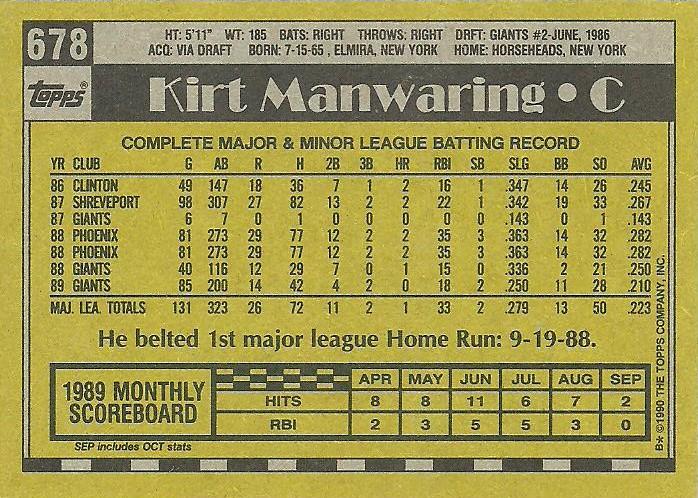 678
HT: 5'11" WT: 185 BATS: RIGHT THROWS: RIGHT DRFT: GIANTS #2-JUNE, 1986
ACQ: VIA DRAFT BORN: 7-15-65 , ELMIRA, NEW YORK HOME: HORSEHEADS, NEW YORK
Topps®
Kirt Manwaring • C
COMPLETE MAJOR & MINOR LEAGUE BATTING RECORD
YR CLUB G AB R H 2B 3B HR RBI SB SLG BB SO AVG
86 CLINTON 49 147 18 36 7 1 2 16 1 .347 14 26 .245
87 SHREVEPORT 98 307 27 82 13 2 2 22 1 .342 19 33 .267
87 GIANTS 6 7 0 1 0 0 0 0 0 .143 0 1 .143
88 PHOENIX 81 273 29 77 12 2 2 35 3 .363 14 32 .282
88 PHOENIX 81 273 29 77 12 2 2 35 3 .363 14 32 .282
88 GIANTS 40 116 12 29 7 0 1 15 0 .336 2 21 .250
89 GIANTS 85 200 14 42 4 2 0 18 2 .250 11 28 .210
MAJ. LEA. TOTALS 131 323 26 72 11 2 1 33 2 .279 13 50 .223
He belted 1st major league Home Run: 9-19-88.
1989 MONTHLY SCOREBOARD
APR MAY JUN JUL AUG SEP
HITS 8 8 11 6 7 2
RBI 2 3 5 5 3 0
SEP includes OCT stats
B* ©1990 THE TOPPS COMPANY, INC.